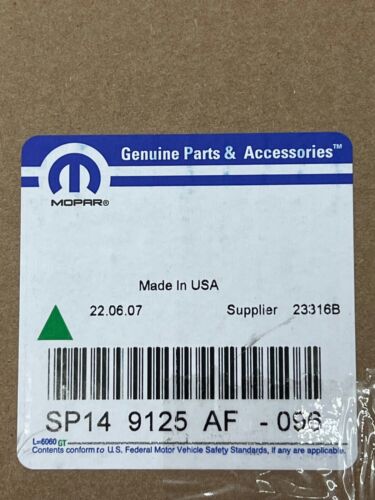 Genuine Parts & Accessories™
MOPAR®
Made In USA
22.06.07 Supplier 23316B
SP14 9125 AF - 096
L=6060 GT
Contents conform to U.S. Federal Motor Vehicle Safety Standards, if any are applicable.